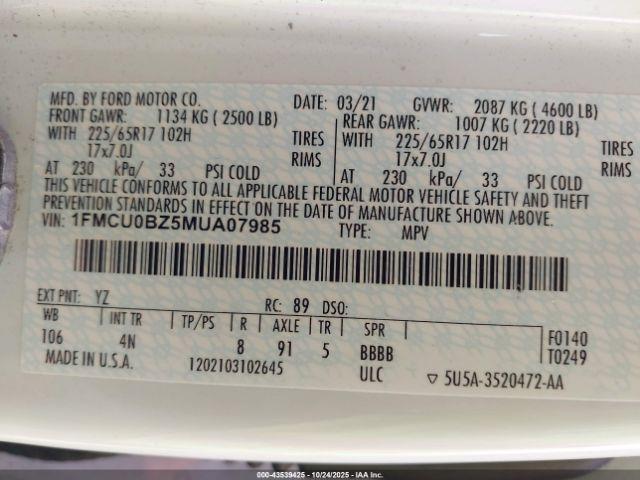 MFD. BY FORD MOTOR CO. DATE: 03/21 GVWR: 2087 KG ( 4600 LB)
FRONT GAWR: 1134 KG ( 2500 LB) REAR GAWR: 1007 KG ( 2220 LB)
WITH 225/65R17 102H TIRES WITH 225/65R17 102H TIRES
17x7.0J RIMS 17x7.0J RIMS
AT 230 kPa/ 33 PSI COLD AT 230 kPa/ 33 PSI COLD
THIS VEHICLE CONFORMS TO ALL APPLICABLE FEDERAL MOTOR VEHICLE SAFETY AND THEFT
PREVENTION STANDARDS IN EFFECT ON THE DATE OF MANUFACTURE SHOWN ABOVE.
VIN: 1FMCU0BZ5MUA07985 TYPE: MPV
EXT PNT: YZ RC: 89 DSO:
WB INT TR TP/PS R AXLE TR SPR F0140
106 4N 8 91 5 BBBB T0249
MADE IN U.S.A. 1202103102645 ULC ▽ 5U5A-3520472-AA
00-43539425 - 10/24/2025 - IAA Inc.